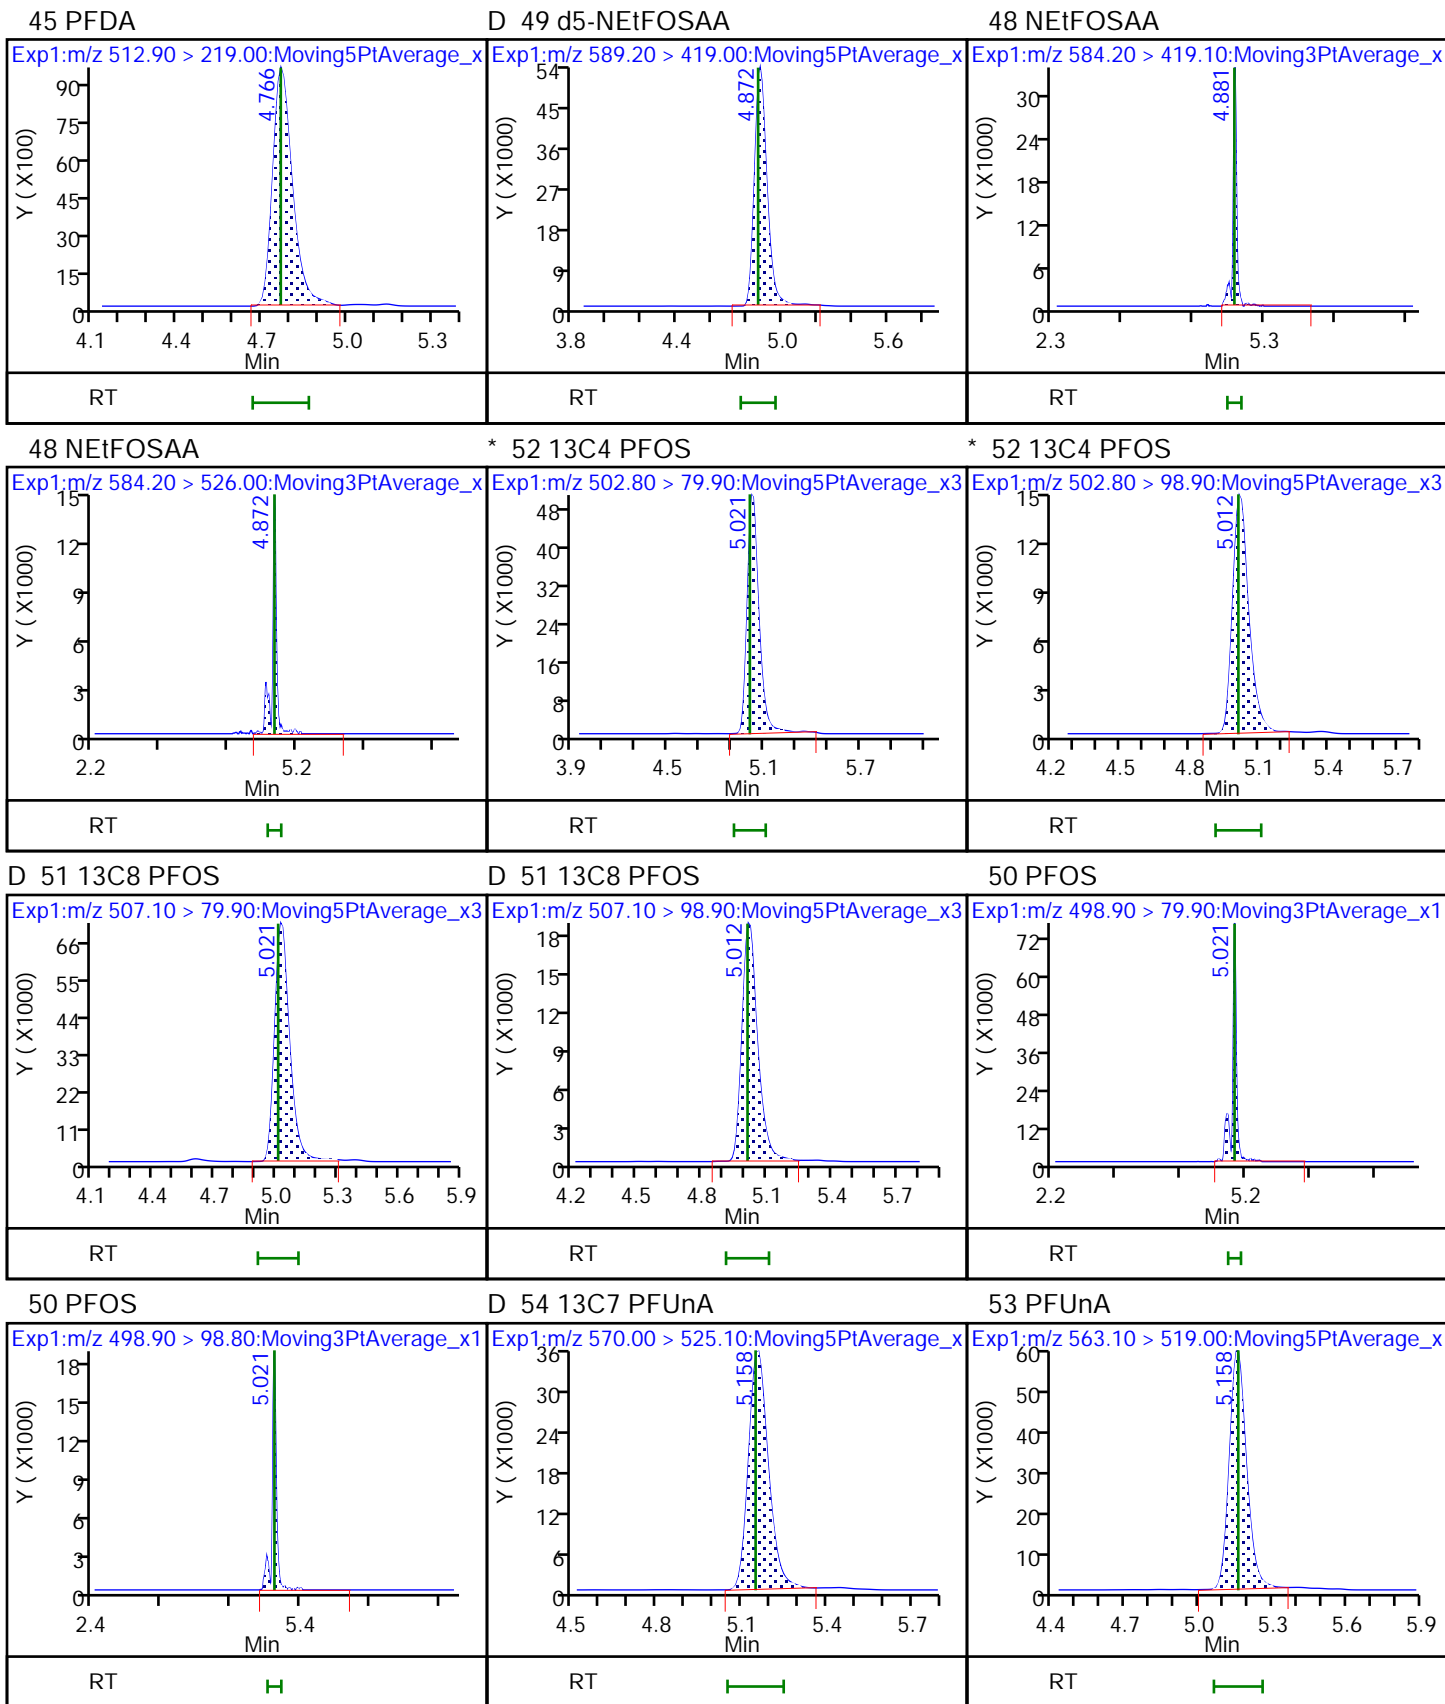 45 PFDA
Exp1:m/z 512.90 > 219.00:Moving5PtAverage_x
Y ( X100)
90
75
60
45
30
15
0
4.766
4.1 4.4 4.7 5.0 5.3
Min
RT
D 49 d5-NEtFOSAA
Exp1:m/z 589.20 > 419.00:Moving5PtAverage_x
Y ( X1000)
54
45
36
27
18
9
0
4.872
3.8 4.4 5.0 5.6
Min
RT
48 NEtFOSAA
Exp1:m/z 584.20 > 419.10:Moving3PtAverage_x
Y ( X1000)
30
24
18
12
6
0
4.881
2.3 5.3
Min
RT
48 NEtFOSAA
Exp1:m/z 584.20 > 526.00:Moving3PtAverage_x
Y ( X1000)
15
12
9
6
3
0
4.872
2.2 5.2
Min
RT
* 52 13C4 PFOS
Exp1:m/z 502.80 > 79.90:Moving5PtAverage_x3
Y ( X1000)
48
40
32
24
16
8
0
5.021
3.9 4.5 5.1 5.7
Min
RT
* 52 13C4 PFOS
Exp1:m/z 502.80 > 98.90:Moving5PtAverage_x3
Y ( X1000)
15
12
9
6
3
0
5.012
4.2 4.5 4.8 5.1 5.4 5.7
Min
RT
D 51 13C8 PFOS
Exp1:m/z 507.10 > 79.90:Moving5PtAverage_x3
Y ( X1000)
66
55
44
33
22
11
0
5.021
4.1 4.4 4.7 5.0 5.3 5.6 5.9
Min
RT
D 51 13C8 PFOS
Exp1:m/z 507.10 > 98.90:Moving5PtAverage_x3
Y ( X1000)
18
15
12
9
6
3
0
5.012
4.2 4.5 4.8 5.1 5.4 5.7
Min
RT
50 PFOS
Exp1:m/z 498.90 > 79.90:Moving3PtAverage_x1
Y ( X1000)
72
60
48
36
24
12
0
5.021
2.2 5.2
Min
RT
50 PFOS
Exp1:m/z 498.90 > 98.80:Moving3PtAverage_x1
Y ( X1000)
18
15
12
9
6
3
0
5.021
2.4 5.4
Min
RT
D 54 13C7 PFUnA
Exp1:m/z 570.00 > 525.10:Moving5PtAverage_x
Y ( X1000)
36
30
24
18
12
6
0
5.158
4.5 4.8 5.1 5.4 5.7
Min
RT
53 PFUnA
Exp1:m/z 563.10 > 519.00:Moving5PtAverage_x
Y ( X1000)
60
50
40
30
20
10
0
5.158
4.4 4.7 5.0 5.3 5.6 5.9
Min
RT